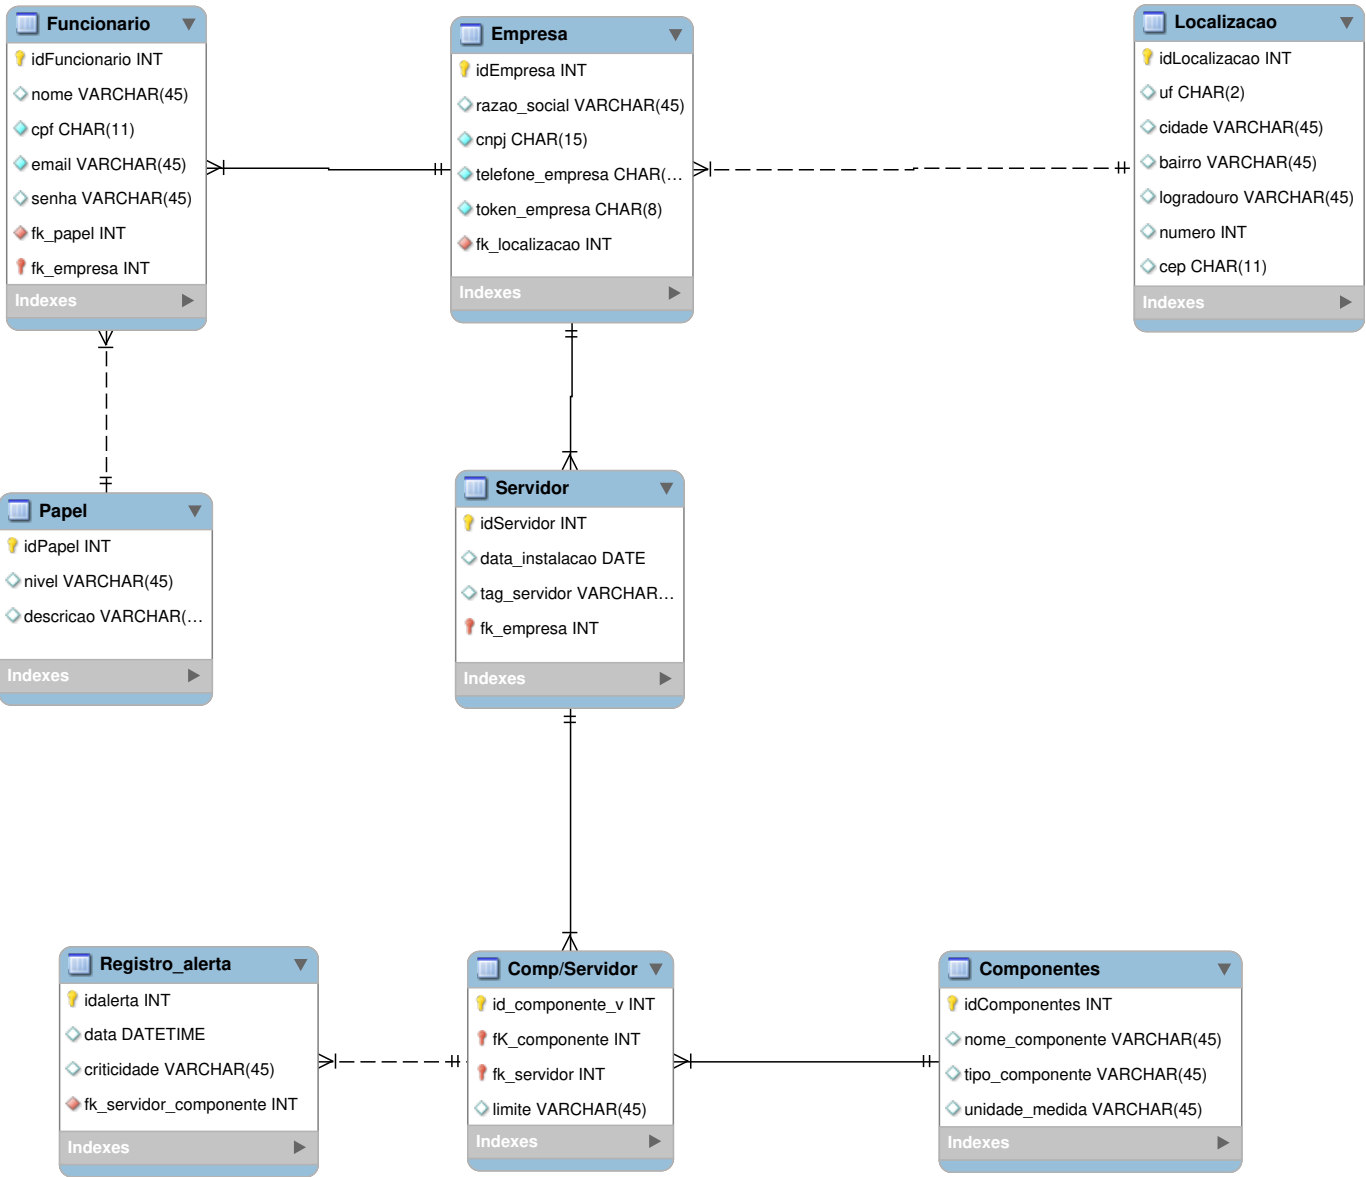 Funcionario
idFuncionario INT
nome VARCHAR(45)
cpf CHAR(11)
email VARCHAR(45)
senha VARCHAR(45)
fk_papel INT
fk_empresa INT
Indexes
Empresa
idEmpresa INT
razao_social VARCHAR(45)
cnpj CHAR(15)
telefone_empresa CHAR(...
token_empresa CHAR(8)
fk_localizacao INT
Indexes
Localizacao
idLocalizacao INT
uf CHAR(2)
cidade VARCHAR(45)
bairro VARCHAR(45)
logradouro VARCHAR(45)
numero INT
cep CHAR(11)
Indexes
Papel
idPapel INT
nivel VARCHAR(45)
descricao VARCHAR(...
Indexes
Servidor
idServidor INT
data_instalacao DATE
tag_servidor VARCHAR...
fk_empresa INT
Indexes
Registro_alerta
idalerta INT
data DATETIME
criticidade VARCHAR(45)
fk_servidor_componente INT
Indexes
Comp/Servidor
id_componente_v INT
fK_componente INT
fk_servidor INT
limite VARCHAR(45)
Indexes
Componentes
idComponentes INT
nome_componente VARCHAR(45)
tipo_componente VARCHAR(45)
unidade_medida VARCHAR(45)
Indexes